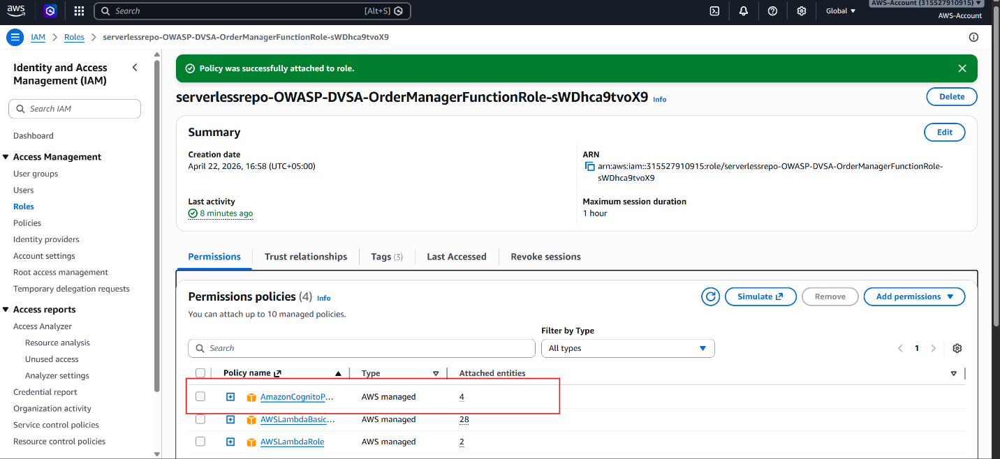 aws
Search [Alt+S]
Global
AWS-Account (315527910915)
AWS-Account
IAM
Roles
serverlessrepo-OWASP-DVSA-OrderManagerFunctionRole-sWDhca9tvoX9
Identity and Access
Management (IAM)
Search IAM
Dashboard
Access Management
User groups
Users
Roles
Policies
Identity providers
Account settings
Root access management
Temporary delegation requests
Access reports
Access Analyzer
Resource analysis
Unused access
Analyzer settings
Credential report
Organization activity
Service control policies
Resource control policies
Policy was successfully attached to role.
serverlessrepo-OWASP-DVSA-OrderManagerFunctionRole-sWDhca9tvoX9 Info
Delete
Summary
Edit
Creation date
April 22, 2026, 16:58 (UTC+05:00)
ARN
arn:aws:iam::315527910915:role/serverlessrepo-OWASP-DVSA-OrderManagerFunctionRole-
sWDhca9tvoX9
Last activity
8 minutes ago
Maximum session duration
1 hour
Permissions
Trust relationships
Tags (3)
Last Accessed
Revoke sessions
Permissions policies (4) Info
Simulate
Remove
Add permissions
You can attach up to 10 managed policies.
Filter by Type
Search
All types
1
Policy name Type Attached entities
AmazonCognitoP... AWS managed 4
AWSLambdaBasic... AWS managed 28
AWSLambdaRole AWS managed 2